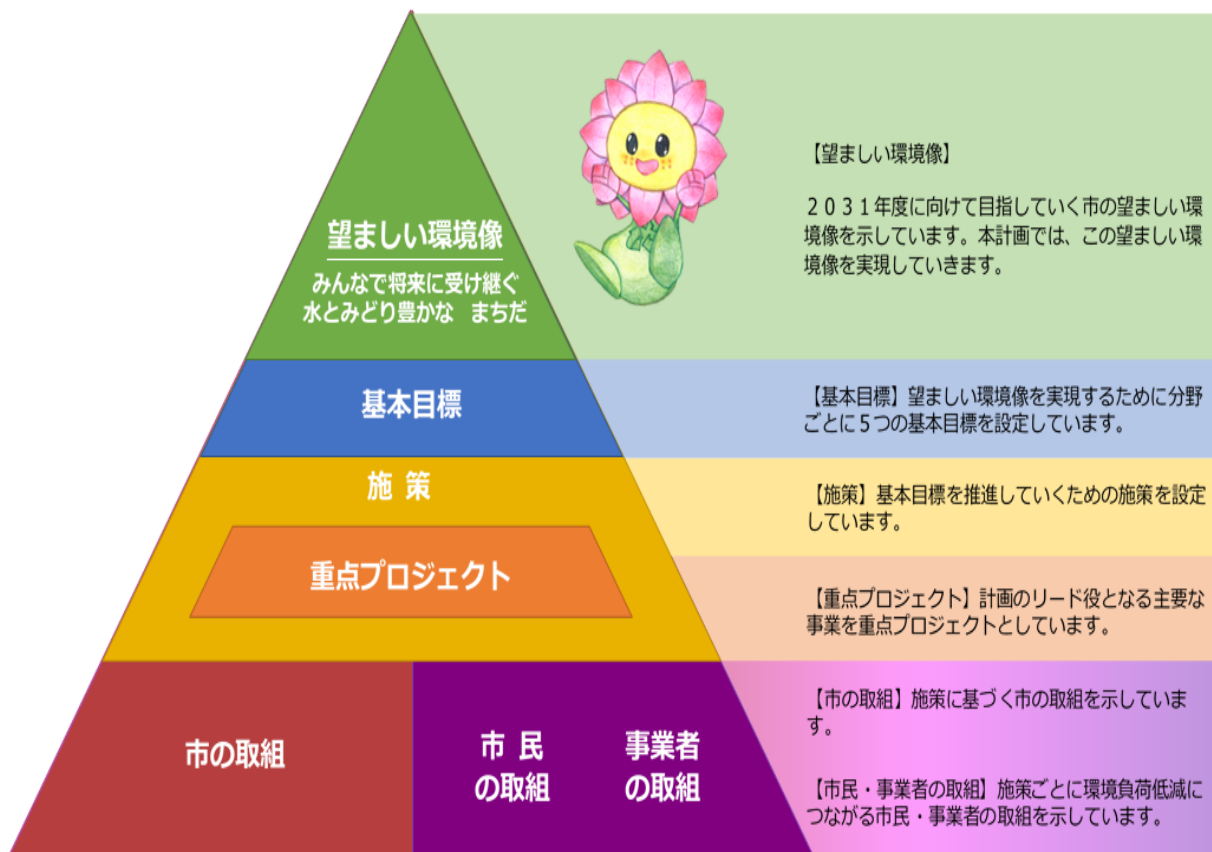 望ましい環境像
みんなで将来に受け継ぐ
水とみどり豊かな　まちだ
基本目標
施 策
重点プロジェクト
市の取組
市 民
の取組
事業者
の取組
【望ましい環境像】
２０３１年度に向けて目指していく市の望ましい環
境像を示しています。本計画では、この望ましい環
境像を実現していきます。
【基本目標】望ましい環境像を実現するために分野
ごとに５つの基本目標を設定しています。
【施策】基本目標を推進していくための施策を設定
しています。
【重点プロジェクト】計画のリード役となる主要な
事業を重点プロジェクトとしています。
【市の取組】施策に基づく市の取組を示していま
す。
【市民・事業者の取組】施策ごとに環境負荷低減に
つながる市民・事業者の取組を示しています。